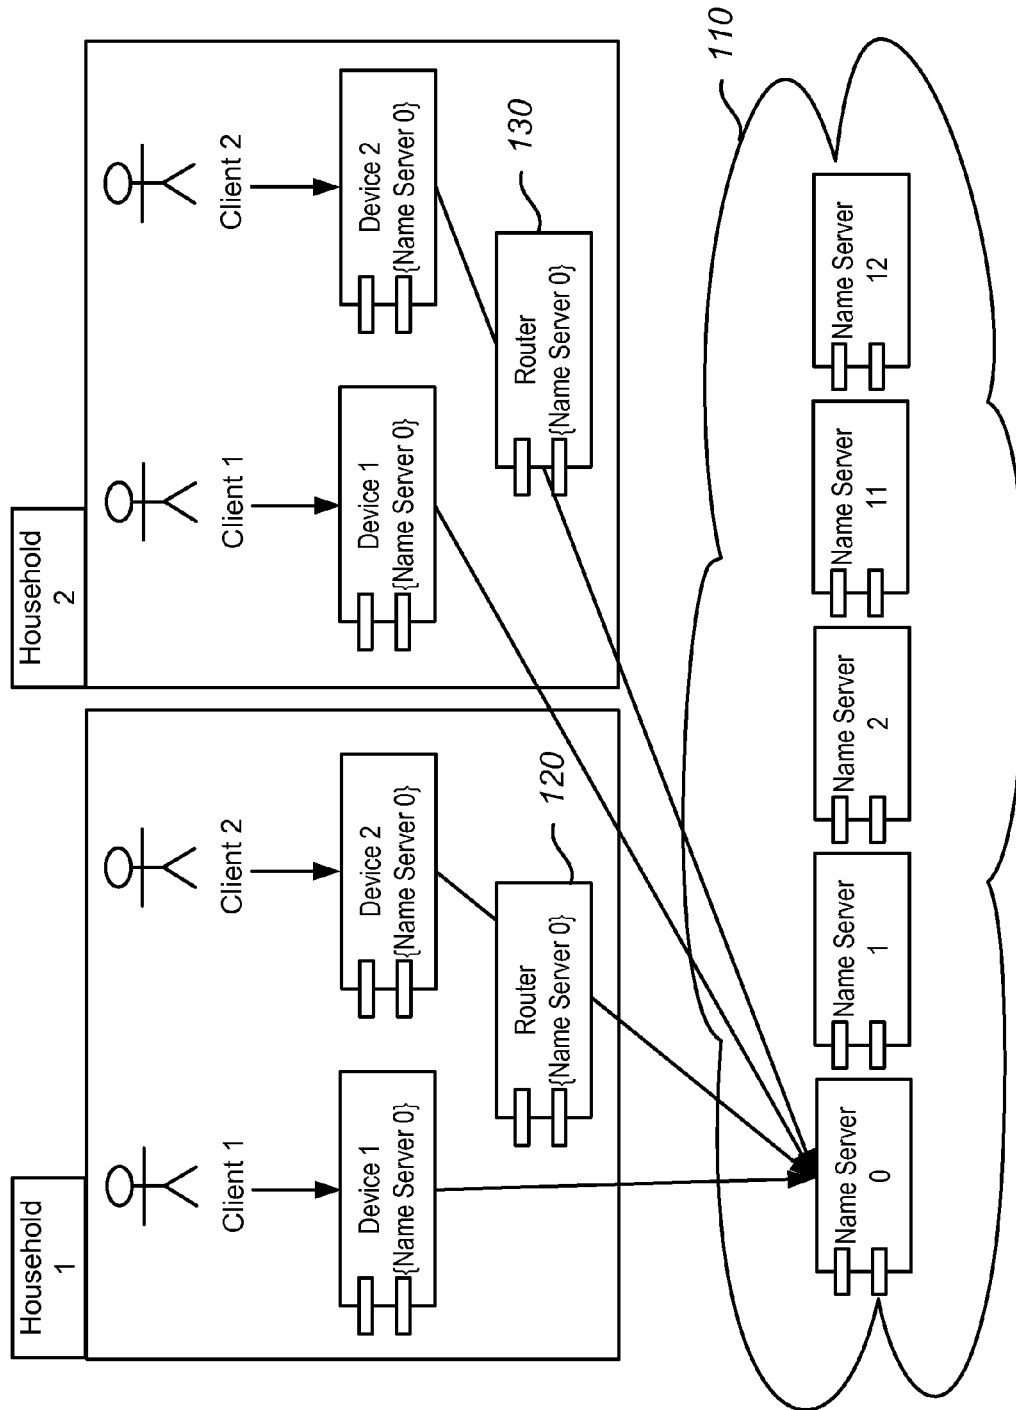 Household
1
Client 1
Client 2
Device 1
{Name Server 0}
Device 2
{Name Server 0}
Router
{Name Server 0}
120
Household
2
Client 1
Client 2
Device 1
{Name Server 0}
Device 2
{Name Server 0}
Router
{Name Server 0}
130
110
Name Server
0
Name Server
1
Name Server
2
Name Server
11
Name Server
12